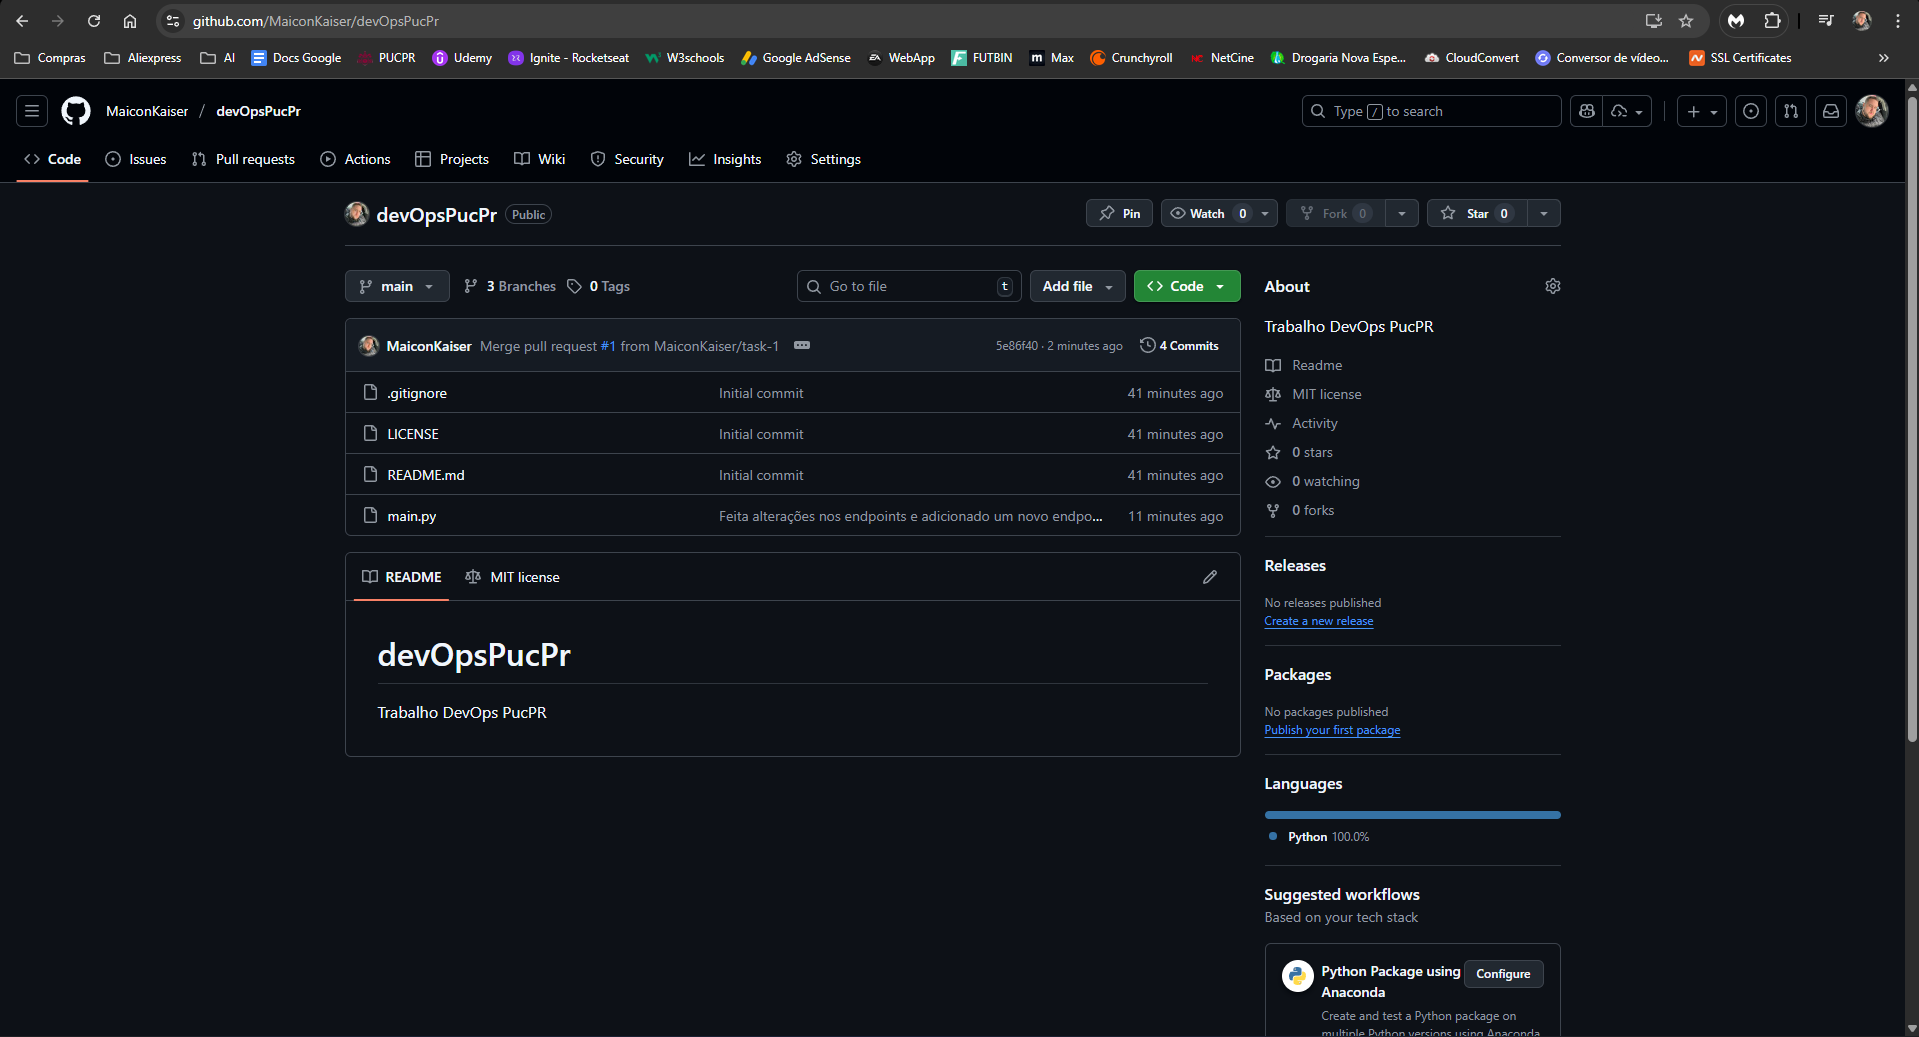 github.com/MaiconKaiser/devOpsPucPr
Compras Aliexpress AI Docs Google PUCPR Udemy Ignite - Rocketseat W3schools Google AdSense WebApp FUTBIN Max Crunchyroll NetCine Drogaria Nova Espe... CloudConvert Conversor de vídeo... SSL Certificates
MaiconKaiser / devOpsPucPr
Type / to search
Code Issues Pull requests Actions Projects Wiki Security Insights Settings
devOpsPucPr Public
Pin Watch 0 Fork 0 Star 0
main 3 Branches 0 Tags
Go to file t Add file Code
MaiconKaiser Merge pull request #1 from MaiconKaiser/task-1 5e86f40 · 2 minutes ago 4 Commits
.gitignore Initial commit 41 minutes ago
LICENSE Initial commit 41 minutes ago
README.md Initial commit 41 minutes ago
main.py Feita alterações nos endpoints e adicionado um novo endpo... 11 minutes ago
README MIT license
devOpsPucPr
Trabalho DevOps PucPR
About
Trabalho DevOps PucPR
Readme
MIT license
Activity
0 stars
0 watching
0 forks
Releases
No releases published
Create a new release
Packages
No packages published
Publish your first package
Languages
Python 100.0%
Suggested workflows
Based on your tech stack
Python Package using Anaconda
Configure
Create and test a Python package on
multiple Python versions using Anaconda